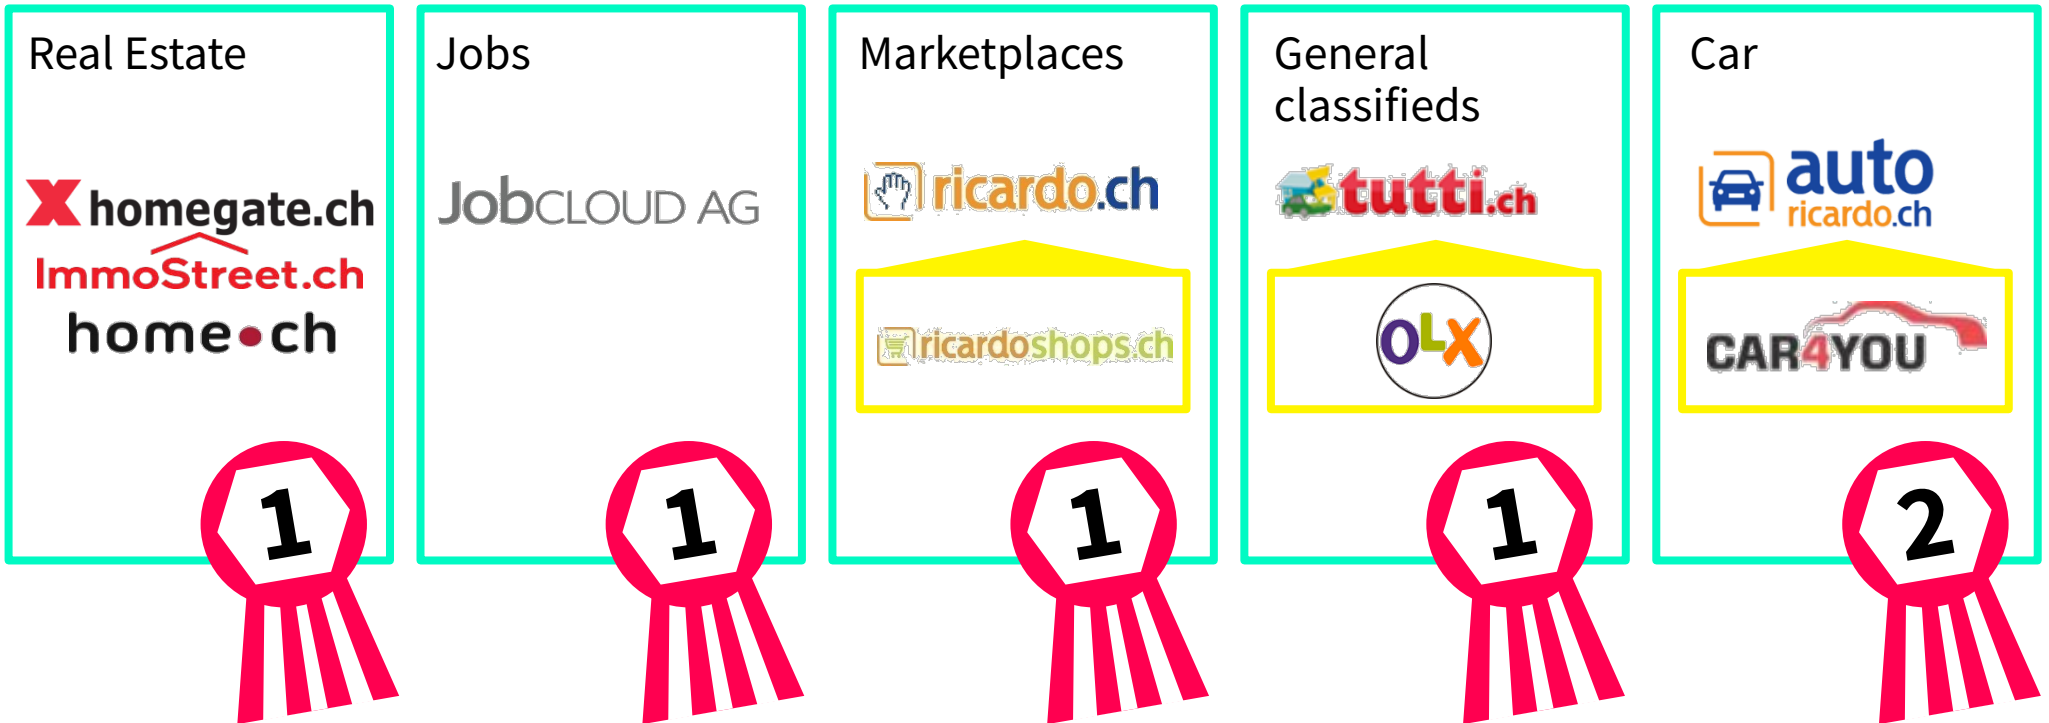 Real Estate
homegate.ch
ImmoStreet.ch
home.ch
1
Jobs
JobCLOUD AG
1
Marketplaces
ricardo.ch
ricardoshops.ch
1
General
classifieds
tutti.ch
OLX
1
Car
auto
ricardo.ch
CAR4YOU
2